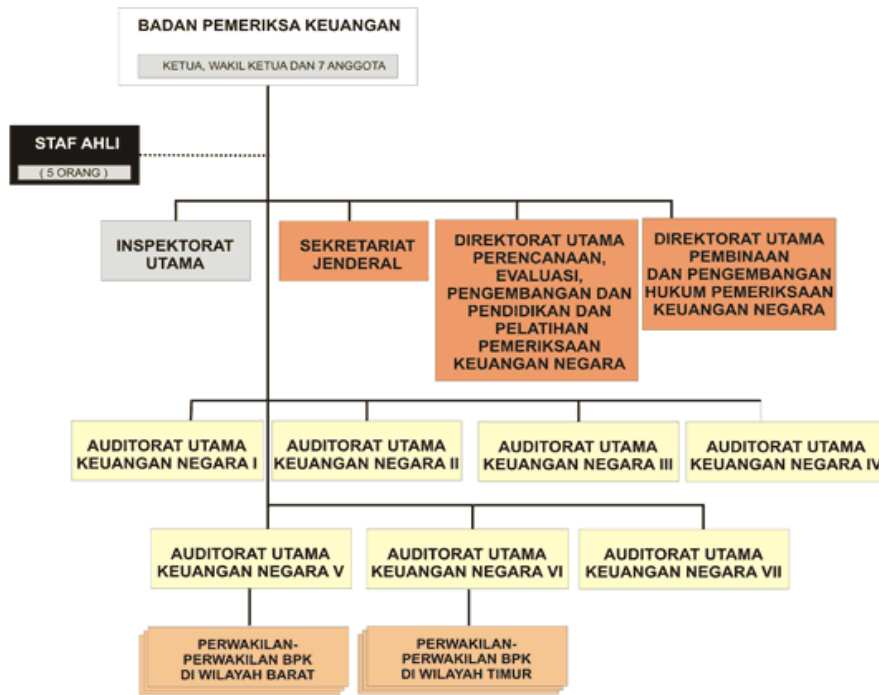 BADAN PEMERIKSA KEUANGAN
KETUA, WAKIL KETUA DAN 7 ANGGOTA
STAF AHLI
( 5 ORANG )
INSPEKTORAT
UTAMA
SEKRETARIAT
JENDERAL
DIREKTORAT UTAMA
PERENCANAAN,
EVALUASI,
PENGEMBANGAN DAN
PENDIDIKAN DAN
PELATIHAN
PEMERIKSAAN
KEUANGAN NEGARA
DIREKTORAT UTAMA
PEMBINAAN
DAN PENGEMBANGAN
HUKUM PEMERIKSAAN
KEUANGAN NEGARA
AUDITORAT UTAMA
KEUANGAN NEGARA I
AUDITORAT UTAMA
KEUANGAN NEGARA II
AUDITORAT UTAMA
KEUANGAN NEGARA III
AUDITORAT UTAMA
KEUANGAN NEGARA IV
AUDITORAT UTAMA
KEUANGAN NEGARA V
AUDITORAT UTAMA
KEUANGAN NEGARA VI
AUDITORAT UTAMA
KEUANGAN NEGARA VII
PERWAKILAN-
PERWAKILAN BPK
DI WILAYAH BARAT
PERWAKILAN-
PERWAKILAN BPK
DI WILAYAH TIMUR